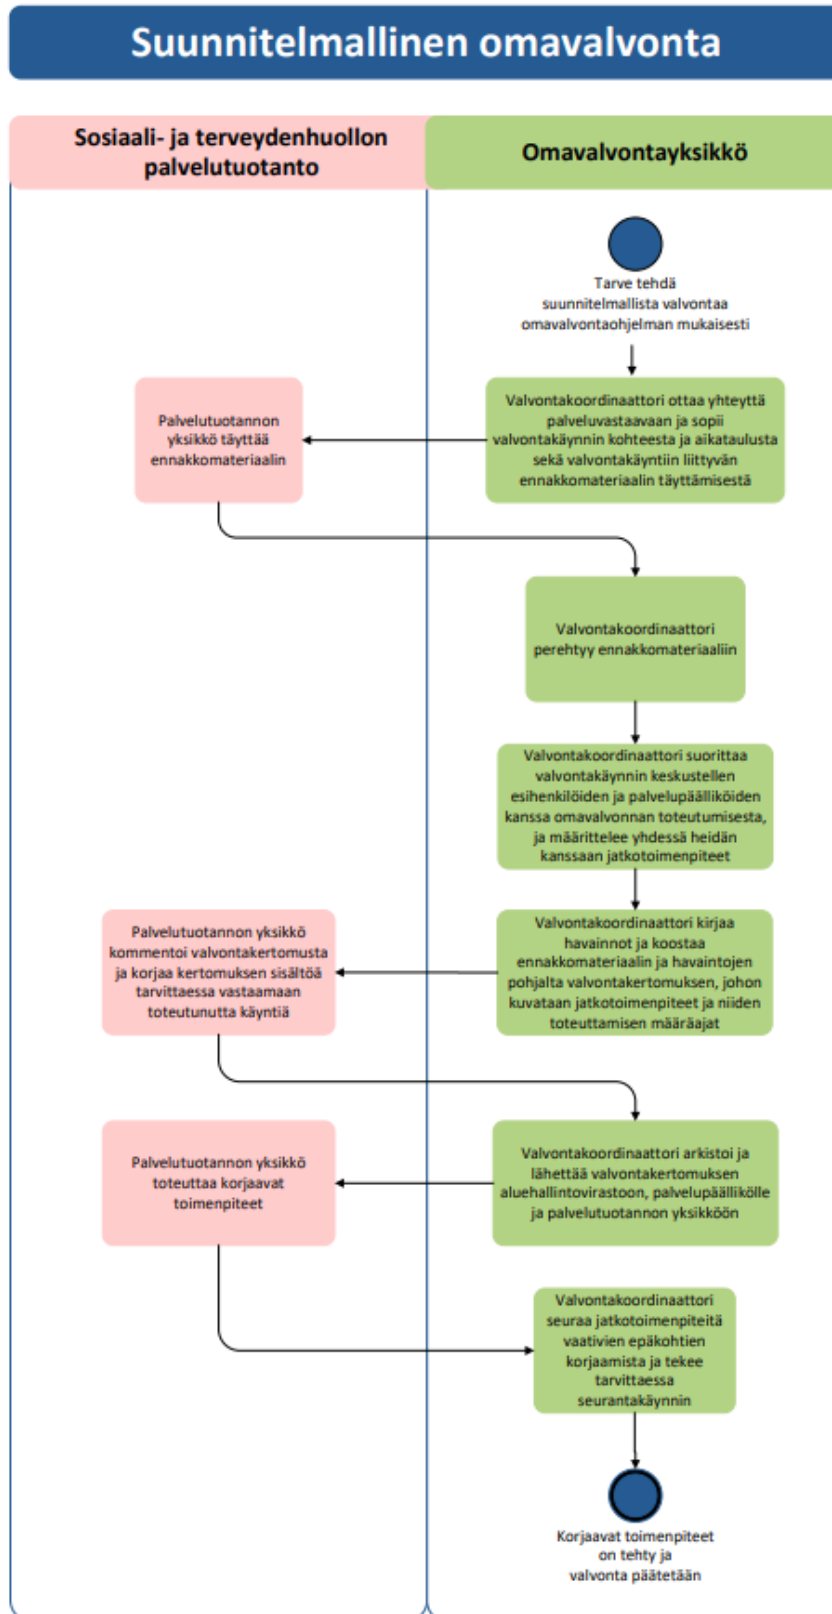 Suunnitelmallinen omavalvonta
Sosiaali- ja terveydenhuollon
palvelutuotanto
Omavalvontayksikkö
Tarve tehdä
suunnitelmallista valvontaa
omavalvontaohjelman mukaisesti
Valvontakoordinaattori ottaa yhteyttä
palveluvastaavaan ja sopii
valvontakäynnin kohteesta ja aikataulusta
sekä valvontakäyntiin liittyvän
ennakkomateriaalin täyttämisestä
Palvelutuotannon
yksikkö täyttää
ennakkomateriaalin
Valvontakoordinaattori
perehtyy ennakkomateriaaliin
Valvontakoordinaattori suorittaa
valvontakäynnin keskustellen
esihenkilöiden ja palvelupäälliköiden
kanssa omavalvonnan toteutumisesta,
ja määrittelee yhdessä heidän
kanssaan jatkotoimenpiteet
Valvontakoordinaattori kirjaa
havainnot ja koostaa
ennakkomateriaalin ja havaintojen
pohjalta valvontakertomuksen, johon
kuvataan jatkotoimenpiteet ja niiden
toteuttamisen määräajat
Palvelutuotannon yksikkö
kommentoi valvontakertomusta
ja korjaa kertomuksen sisältöä
tarvittaessa vastaamaan
toteutunutta käyntiä
Valvontakoordinaattori arkistoi ja
lähettää valvontakertomuksen
aluehallintovirastoon, palvelupäällikölle
ja palvelutuotannon yksikköön
Palvelutuotannon yksikkö
toteuttaa korjaavat
toimenpiteet
Valvontakoordinaattori
seuraa jatkotoimenpiteitä
vaativien epäkohtien
korjaamista ja tekee
tarvittaessa
seurantakäynnin
Korjaavat toimenpiteet
on tehty ja
valvonta päätetään